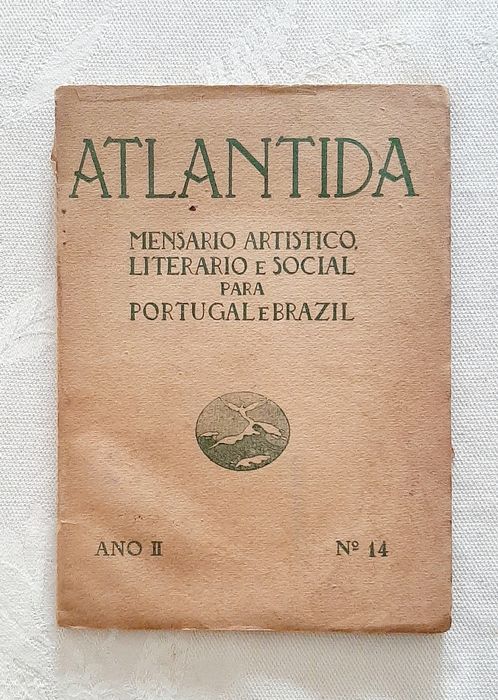 ATLANTIDA
MENSARIO ARTISTICO,
LITERARIO E SOCIAL
PARA
PORTUGAL E BRAZIL
ANO II Nº 14